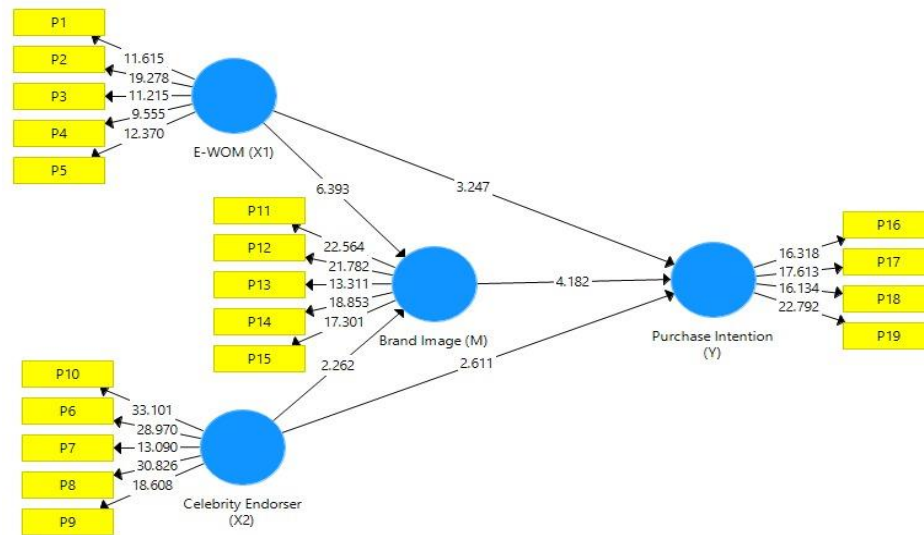 P1
P2
P3
P4
P5
11.615
19.278
11.215
9.555
12.370
E-WOM (X1)
6.393
3.247
P11
P12
P13
P14
P15
22.564
21.782
13.311
18.853
17.301
Brand Image (M)
4.182
P16
P17
P18
P19
16.318
17.613
16.134
22.792
Purchase Intention
(Y)
2.262
2.611
P10
P6
P7
P8
P9
33.101
28.970
13.090
30.826
18.608
Celebrity Endorser
(X2)